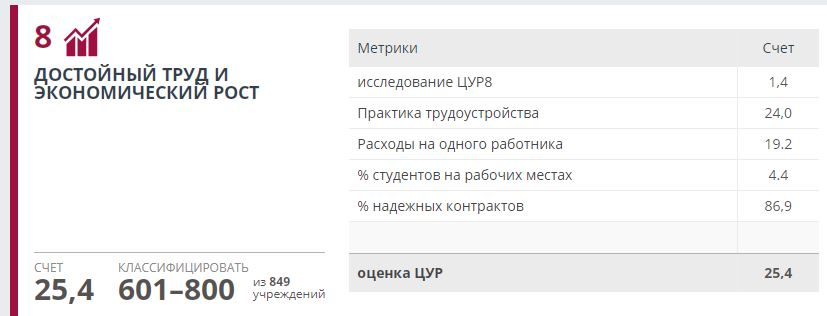 8
ДОСТОЙНЫЙ ТРУД И
ЭКОНОМИЧЕСКИЙ РОСТ
СЧЕТ
25,4
КЛАССИФИЦИРОВАТЬ
601–800
из 849
учреждений
Метрики Счет
исследование ЦУР8 1,4
Практика трудоустройства 24,0
Расходы на одного работника 19.2
% студентов на рабочих местах 4.4
% надежных контрактов 86,9
оценка ЦУР 25,4